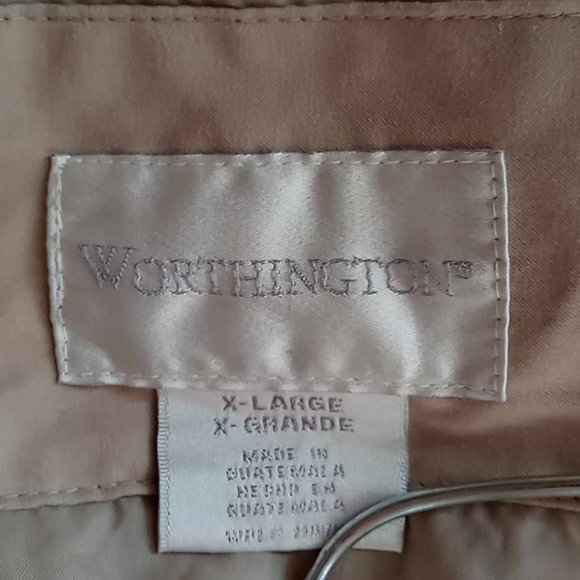 WORTHINGTON®
X-LARGE
X-GRANDE
MADE IN
GUATEMALA
HECHO EN
GUATEMALA